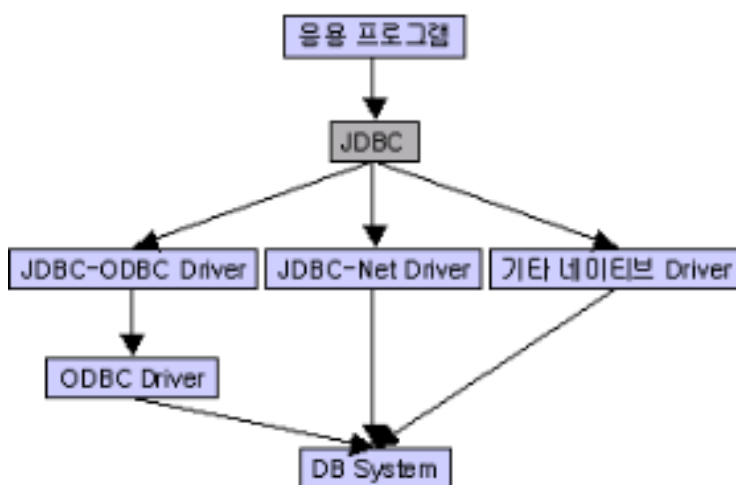 응용 프로그램
JDBC
JDBC-ODBC Driver
JDBC-Net Driver
기타 네이티브 Driver
ODBC Driver
DB System